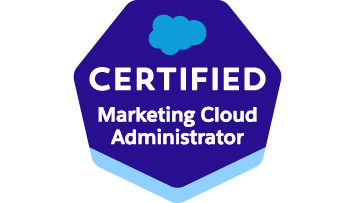 CERTIFIED
Marketing Cloud
Administrator